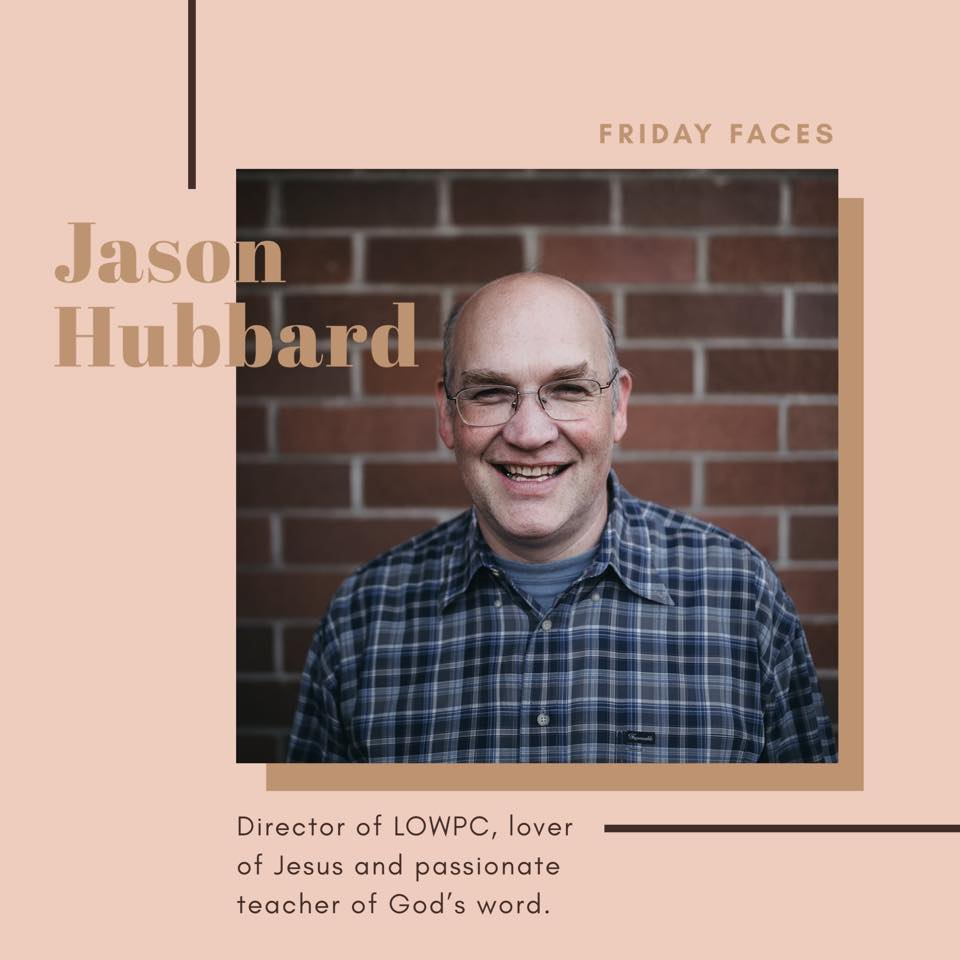 FRIDAY FACES
Jason
Hubbard
Director of LOWPC, lover
of Jesus and passionate
teacher of God’s word.